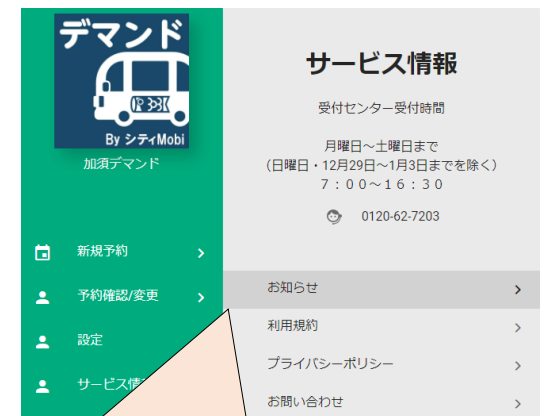 デマンド
By シティMobi
加須デマンド
新規予約
予約確認/変更
設定
サービス情
サービス情報
受付センター受付時間
月曜日～土曜日まで
（日曜日・12月29日～1月3日までを除く）
７：００～１６：３０
0120-62-7203
お知らせ
利用規約
プライバシーポリシー
お問い合わせ